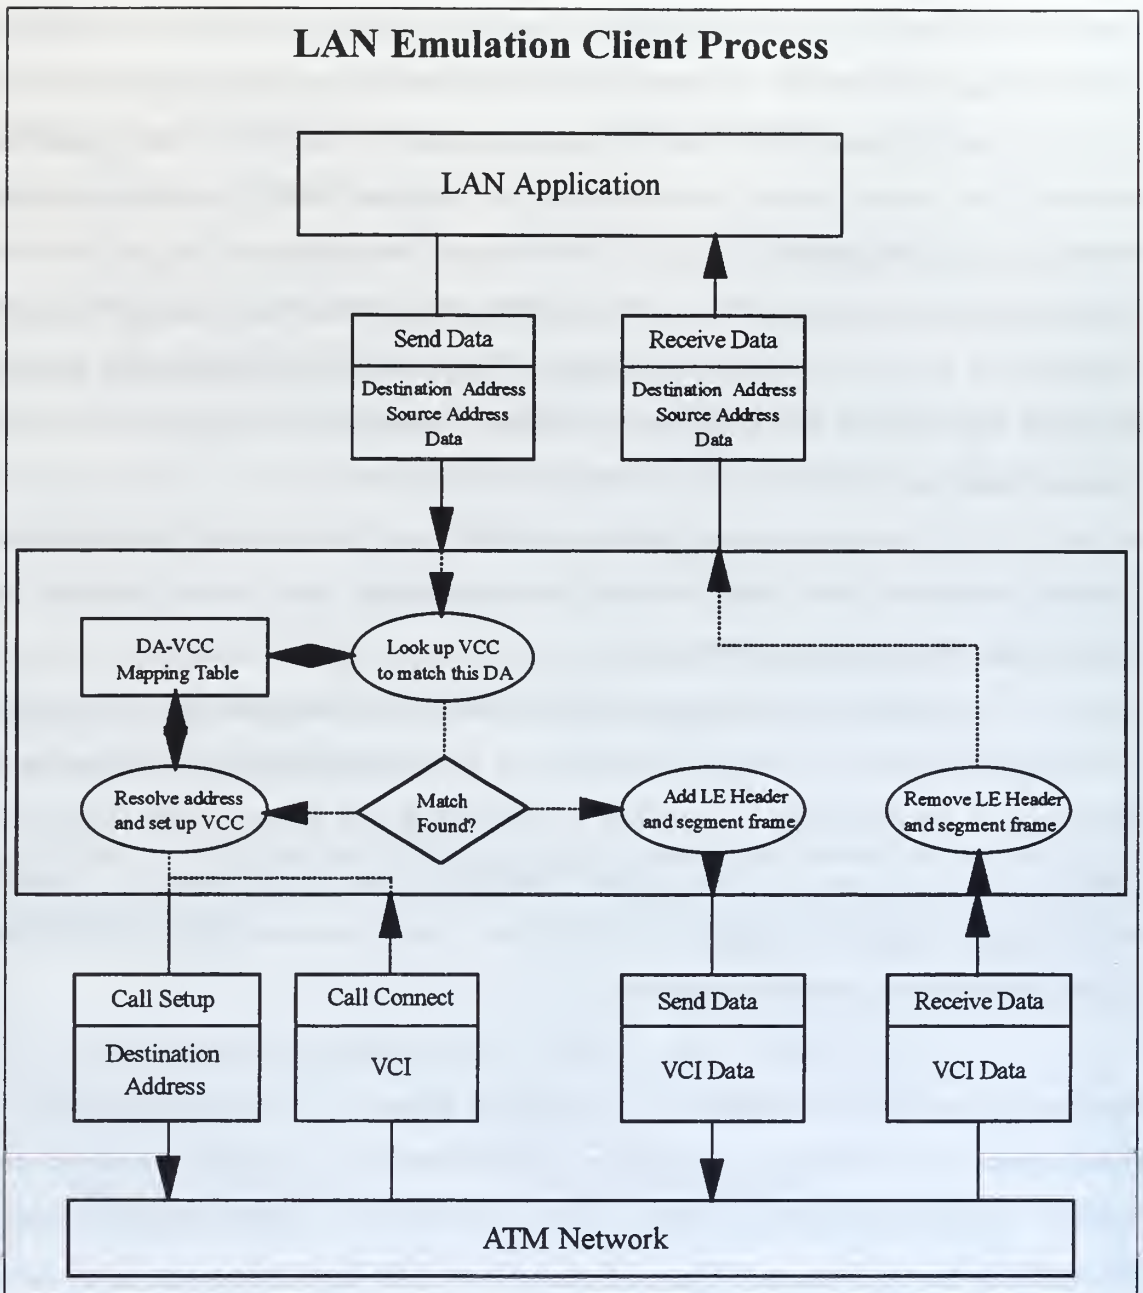 LAN Emulation Client Process
LAN Application
Send Data
Destination Address
Source Address
Data
Receive Data
Destination Address
Source Address
Data
DA-VCC
Mapping Table
Look up VCC
to match this DA
Resolve address
and set up VCC
Match
Found?
Add LE Header
and segment frame
Remove LE Header
and segment frame
Call Setup
Destination
Address
Call Connect
VCI
Send Data
VCI Data
Receive Data
VCI Data
ATM Network